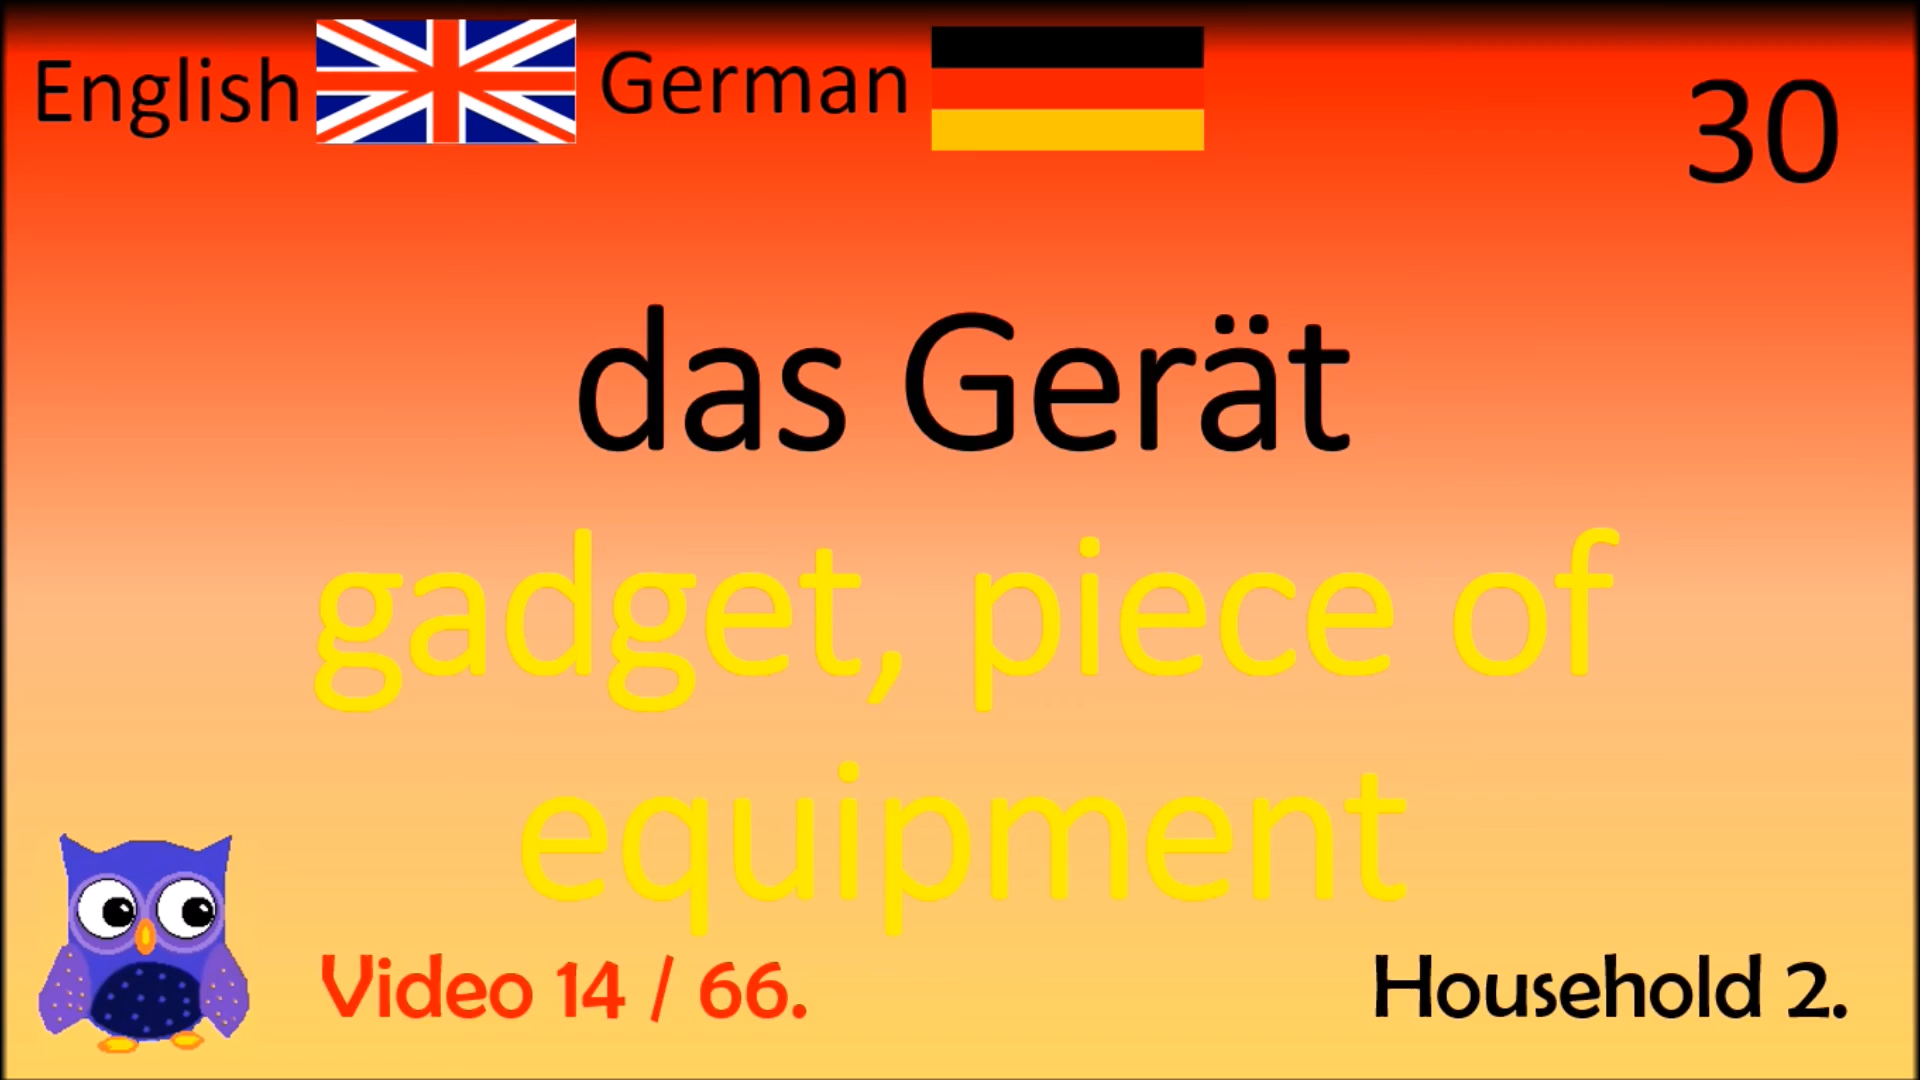 English German 30
das Gerät
gadget, piece of
equipment
Video 14 / 66. Household 2.